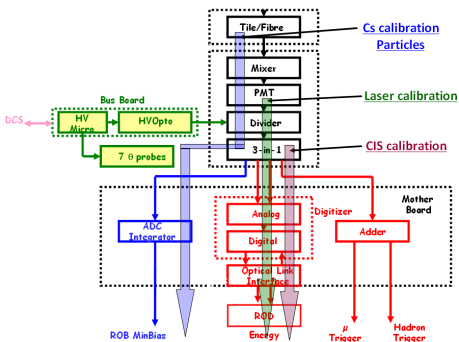 Tile/Fibre
Cs calibration
Particles
Mixer
PMT
Laser calibration
Bus Board
DCS
HV
Micro
HVOpto
Divider
7 θ probes
3-in-1
CIS calibration
Mother
Board
Analog
Digitizer
ADC
Integrator
Digital
Adder
Optical Link
Interface
ROD
ROB MinBias
Energy
μ
Trigger
Hadron
Trigger